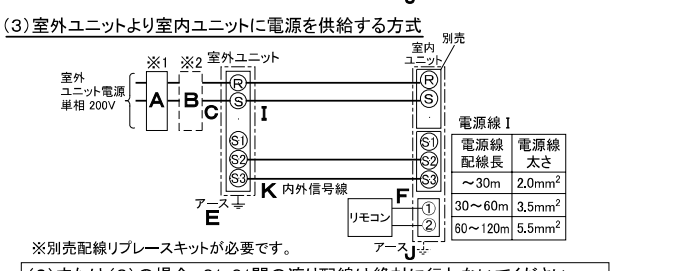 (3)室外ユニットより室内ユニットに電源を供給する方式
別売
室内
ユニット
※1 ※2 室外ユニット
室外
ユニット電源
単相 200V
A B C I
R R
S S
S1 S1
S2 S2
S3 S3
K 内外信号線
アース
E
F
リモコン
①
②
アース
J
電源線 I
電源線配線長 電源線太さ
~30m 2.0mm²
30~60m 3.5mm²
60~120m 5.5mm²
※別売配線リプレースキットが必要です。